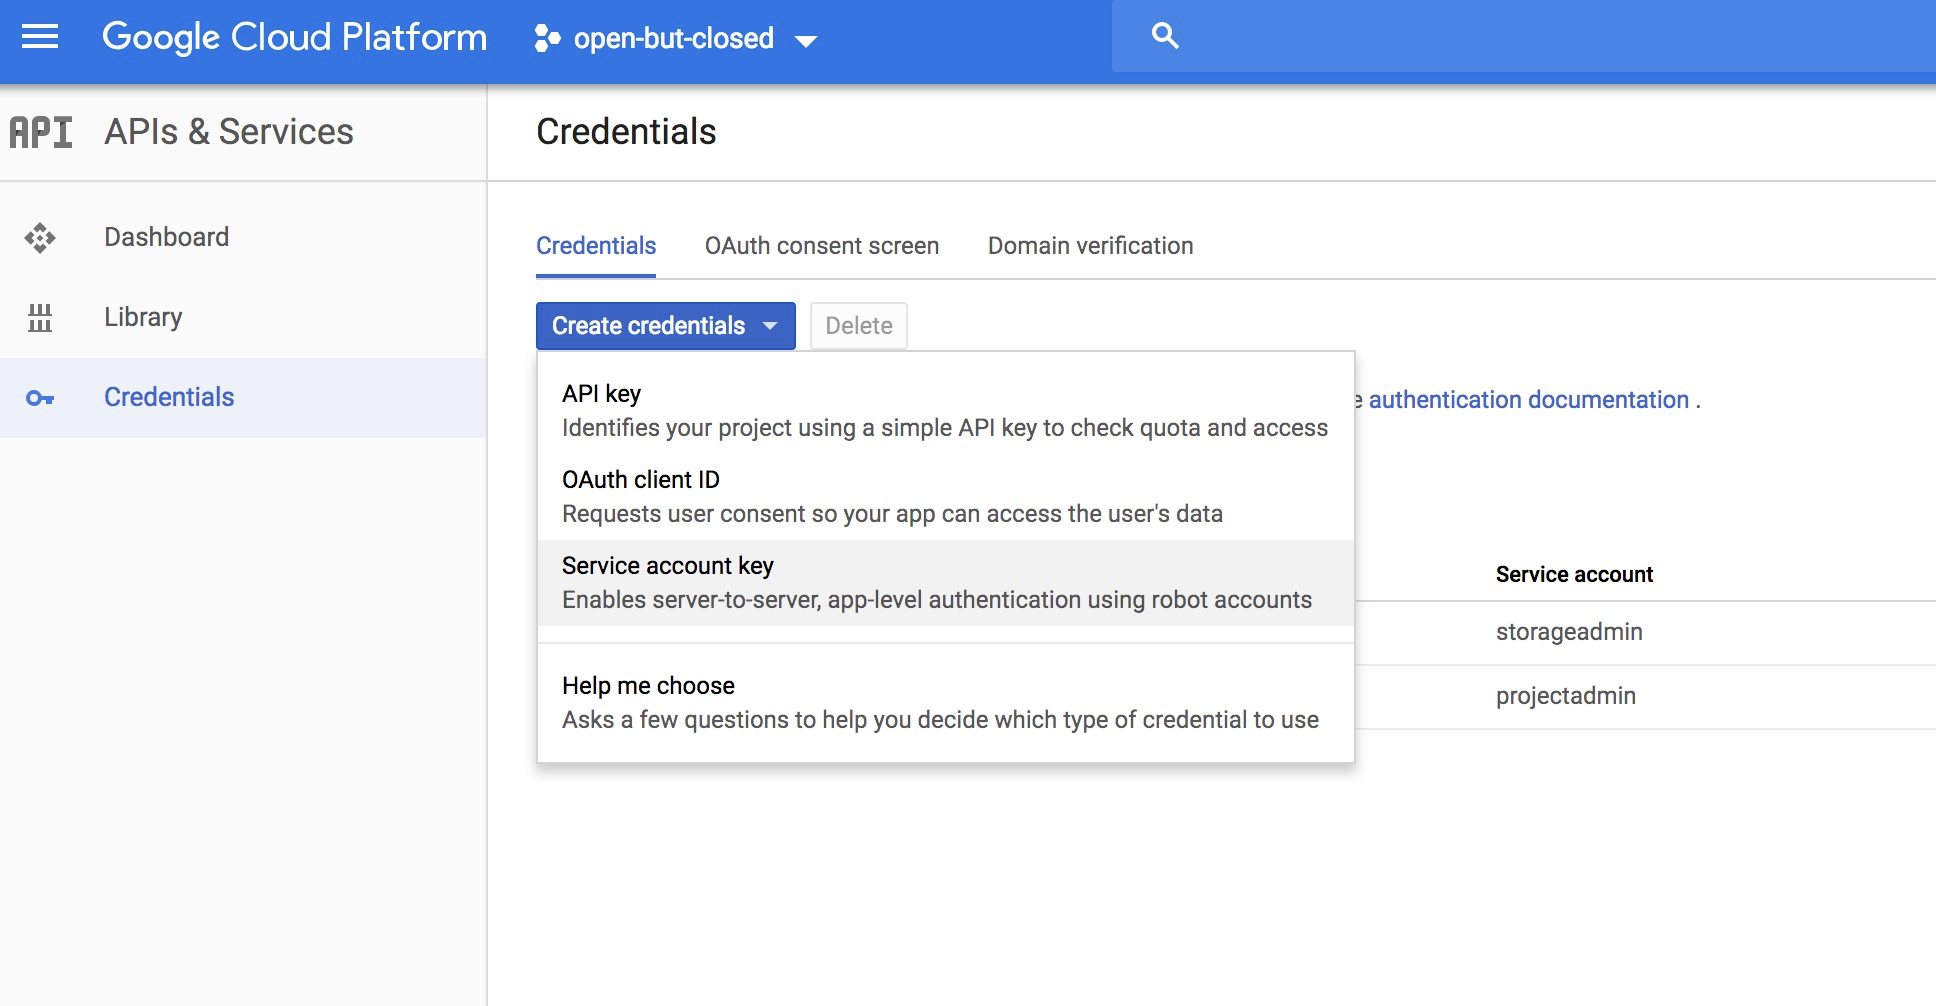 Google Cloud Platform
open-but-closed
API APIs & Services
Credentials
Dashboard
Library
Credentials
Credentials
OAuth consent screen
Domain verification
Create credentials
Delete
API key
Identifies your project using a simple API key to check quota and access
OAuth client ID
Requests user consent so your app can access the user's data
Service account key
Enables server-to-server, app-level authentication using robot accounts
Help me choose
Asks a few questions to help you decide which type of credential to use
authentication documentation .
Service account
storageadmin
projectadmin